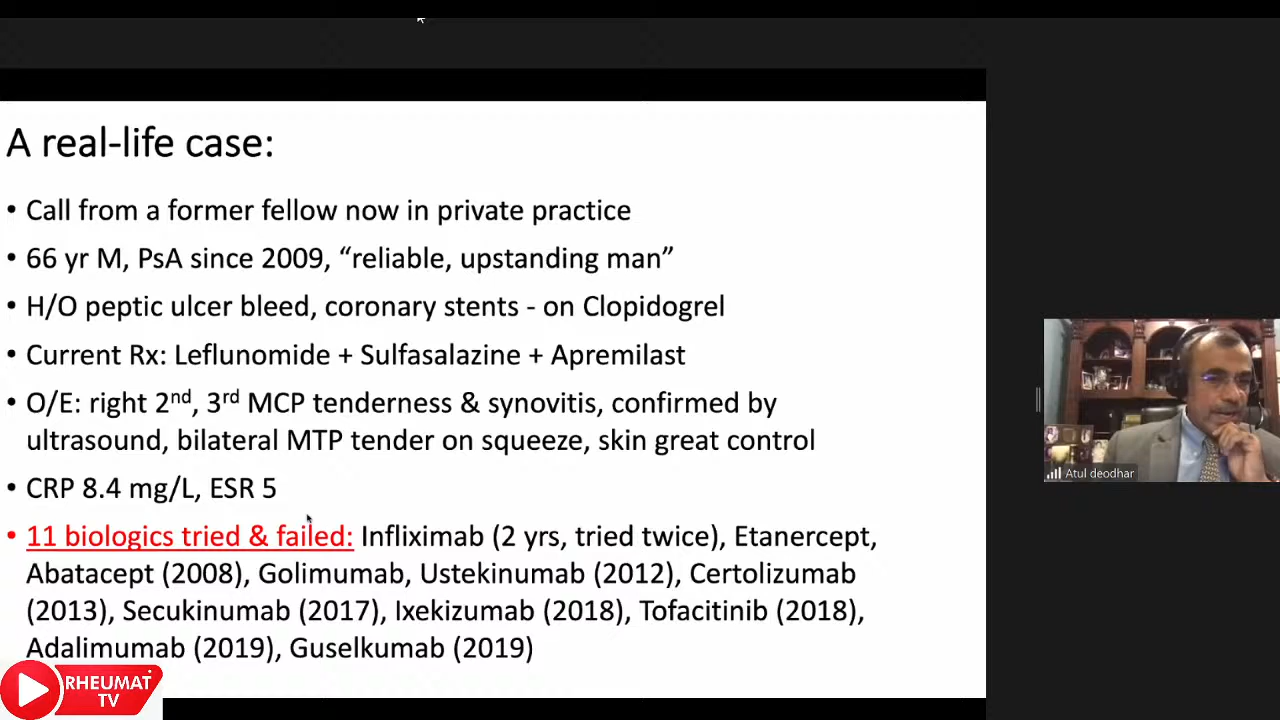 A real-life case:
• Call from a former fellow now in private practice
• 66 yr M, PsA since 2009, “reliable, upstanding man”
• H/O peptic ulcer bleed, coronary stents - on Clopidogrel
• Current Rx: Leflunomide + Sulfasalazine + Apremilast
• O/E: right 2nd, 3rd MCP tenderness & synovitis, confirmed by
ultrasound, bilateral MTP tender on squeeze, skin great control
• CRP 8.4 mg/L, ESR 5
• 11 biologics tried & failed: Infliximab (2 yrs, tried twice), Etanercept,
Abatacept (2008), Golimumab, Ustekinumab (2012), Certolizumab
(2013), Secukinumab (2017), Ixekizumab (2018), Tofacitinib (2018),
Adalimumab (2019), Guselkumab (2019)
Atul deodhar
RHEUMAT
TV